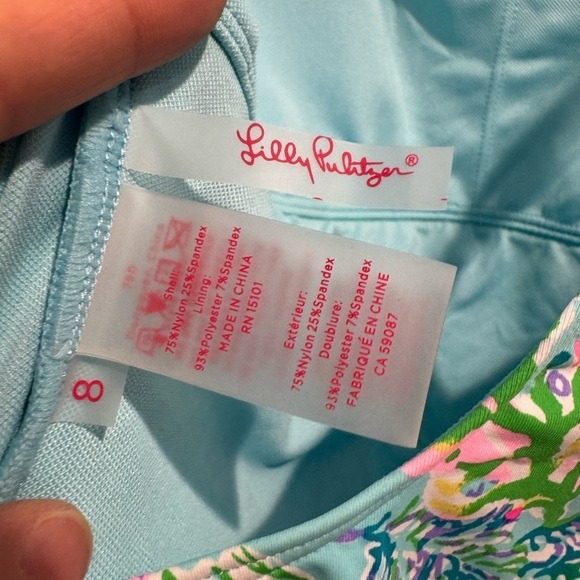 Lilly Pulitzer®
Shell:
75%Nylon 25%Spandex
Lining:
93%Polyester 7%Spandex
MADE IN CHINA
RN 15101
Extérieur:
75%Nylon 25%Spandex
Doublure:
93%Polyester 7%Spandex
FABRIQUÉ EN CHINE
CA 59087
8